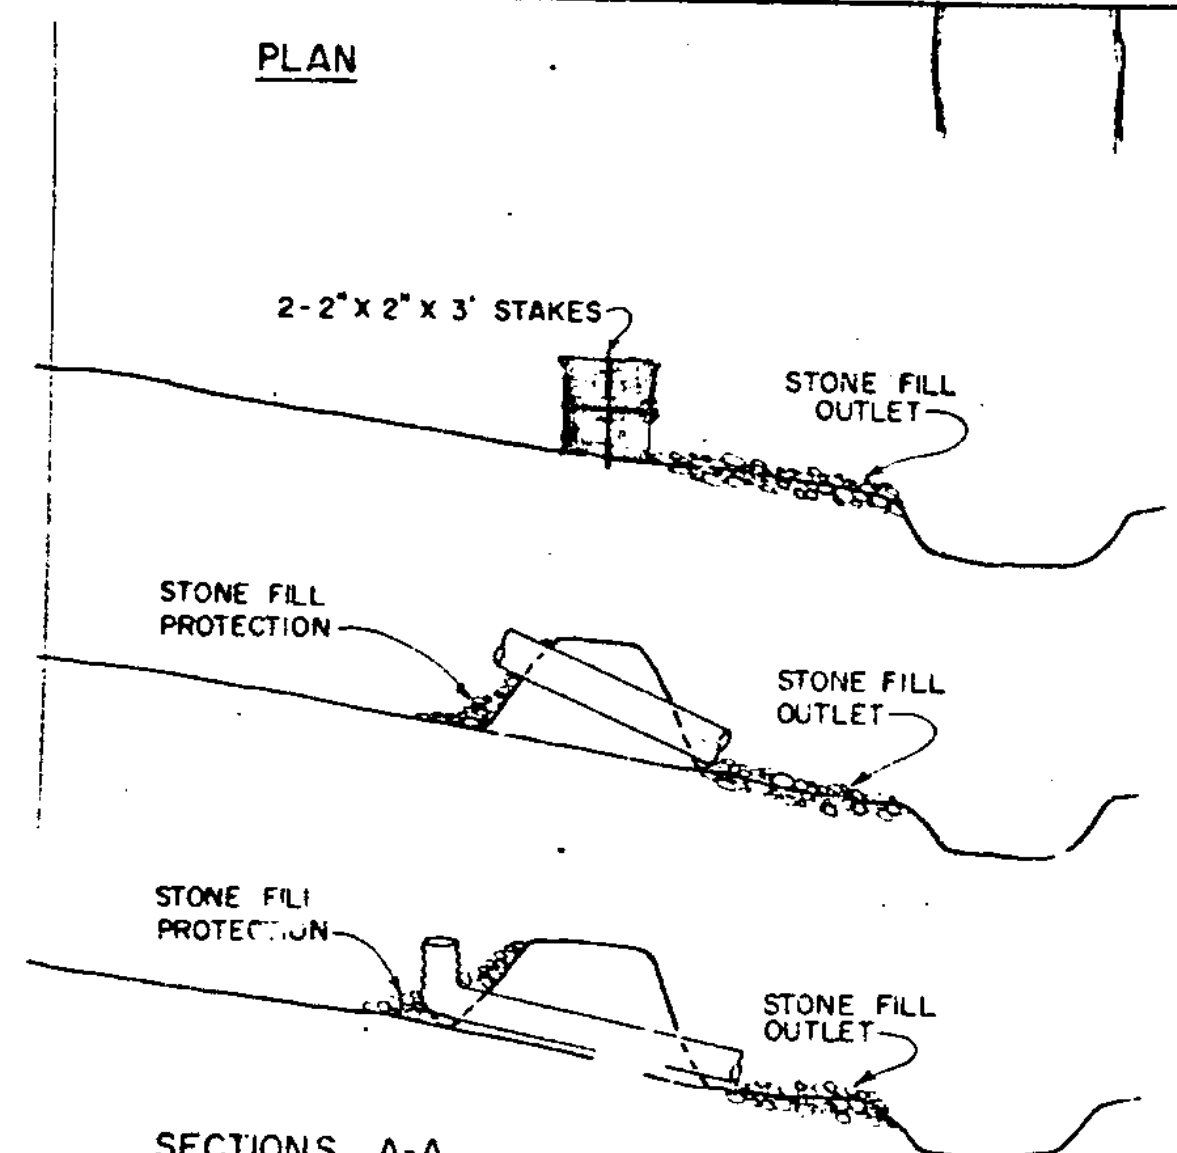 PLAN
2-2" X 2" X 3' STAKES
STONE FILL
OUTLET
STONE FILL
PROTECTION
STONE FILL
OUTLET
STONE FILL
PROTECTION
STONE FILL
OUTLET
SECTIONS A-A